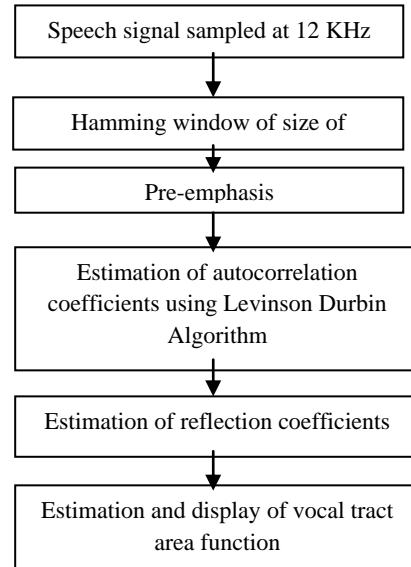 Speech signal sampled at 12 KHz
Hamming window of size of
Pre-emphasis
Estimation of autocorrelation
coefficients using Levinson Durbin
Algorithm
Estimation of reflection coefficients
Estimation and display of vocal tract
area function